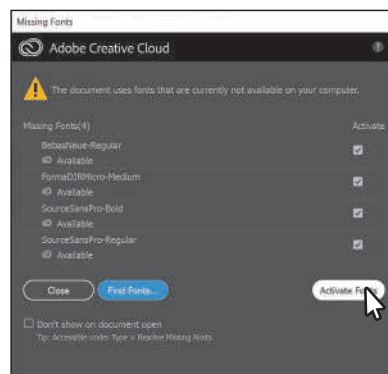 Missing Fonts
Adobe Creative Cloud
The document uses fonts that are currently not available on your computer.
Missing Fonts(4) Activate
BebasNeue-Regular
Available
FormaDJRMicro-Medium
Available
SourceSansPro-Bold
Available
SourceSansPro-Regular
Available
Close Find Fonts... Activate Fonts
Don't show on document open
Tip: Accessible under Type > Resolve Missing Fonts